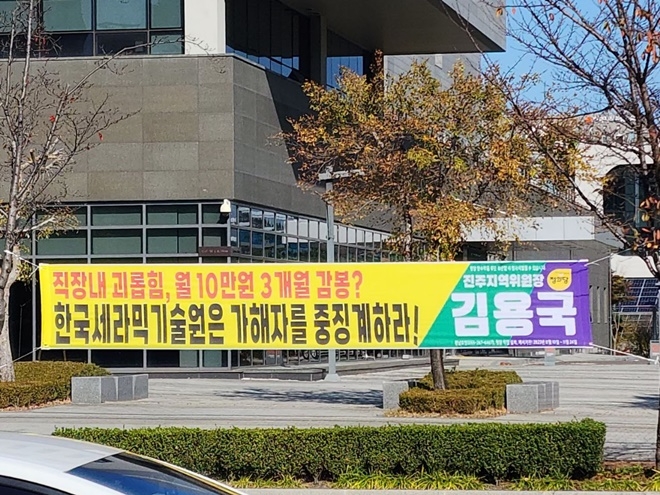 직장내 괴롭힘, 월 10만원 3개월 감봉?
한국세라믹기술원은 가해자를 중징계하라!
진주지역위원장
정의당
김용국